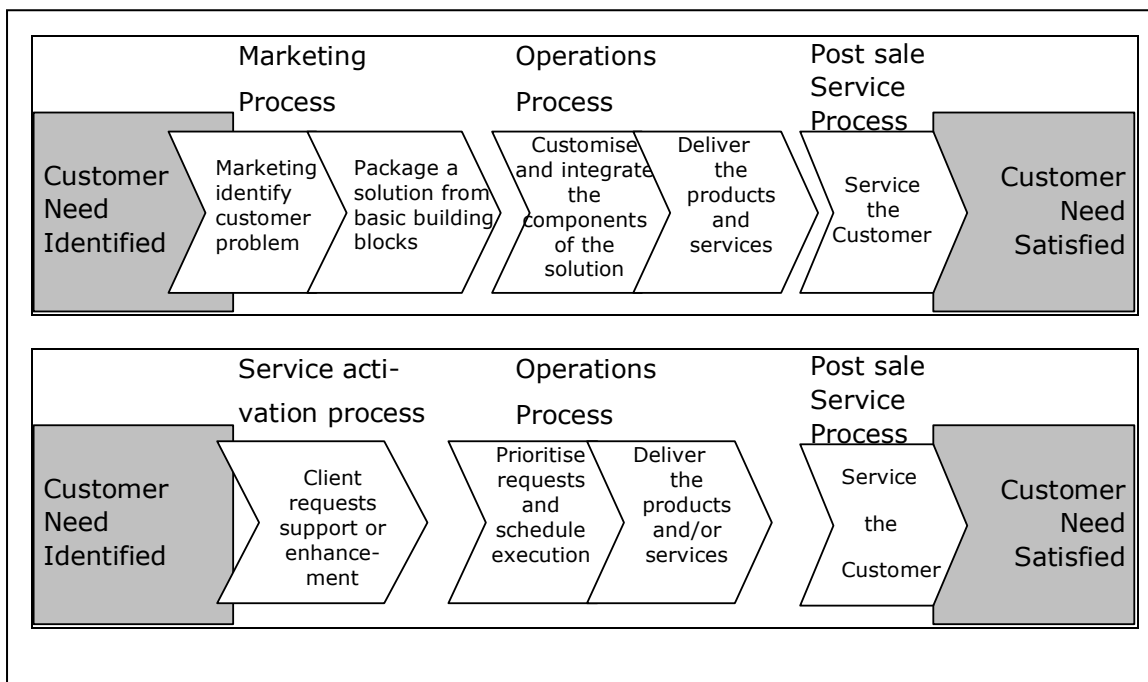 Marketing
Process
Operations
Process
Post sale
Service
Process
Customer
Need
Identified
Marketing
identify
customer
problem
Package a
solution from
basic building
blocks
Customise
and integrate
the
components
of the
solution
Deliver
the
products
and
services
Service
the
Customer
Customer
Need
Satisfied
Service acti-
vation process
Operations
Process
Post sale
Service
Process
Customer
Need
Identified
Client
requests
support or
enhance-
ment
Prioritise
requests
and
schedule
execution
Deliver
the
products
and/or
services
Service
the
Customer
Customer
Need
Satisfied